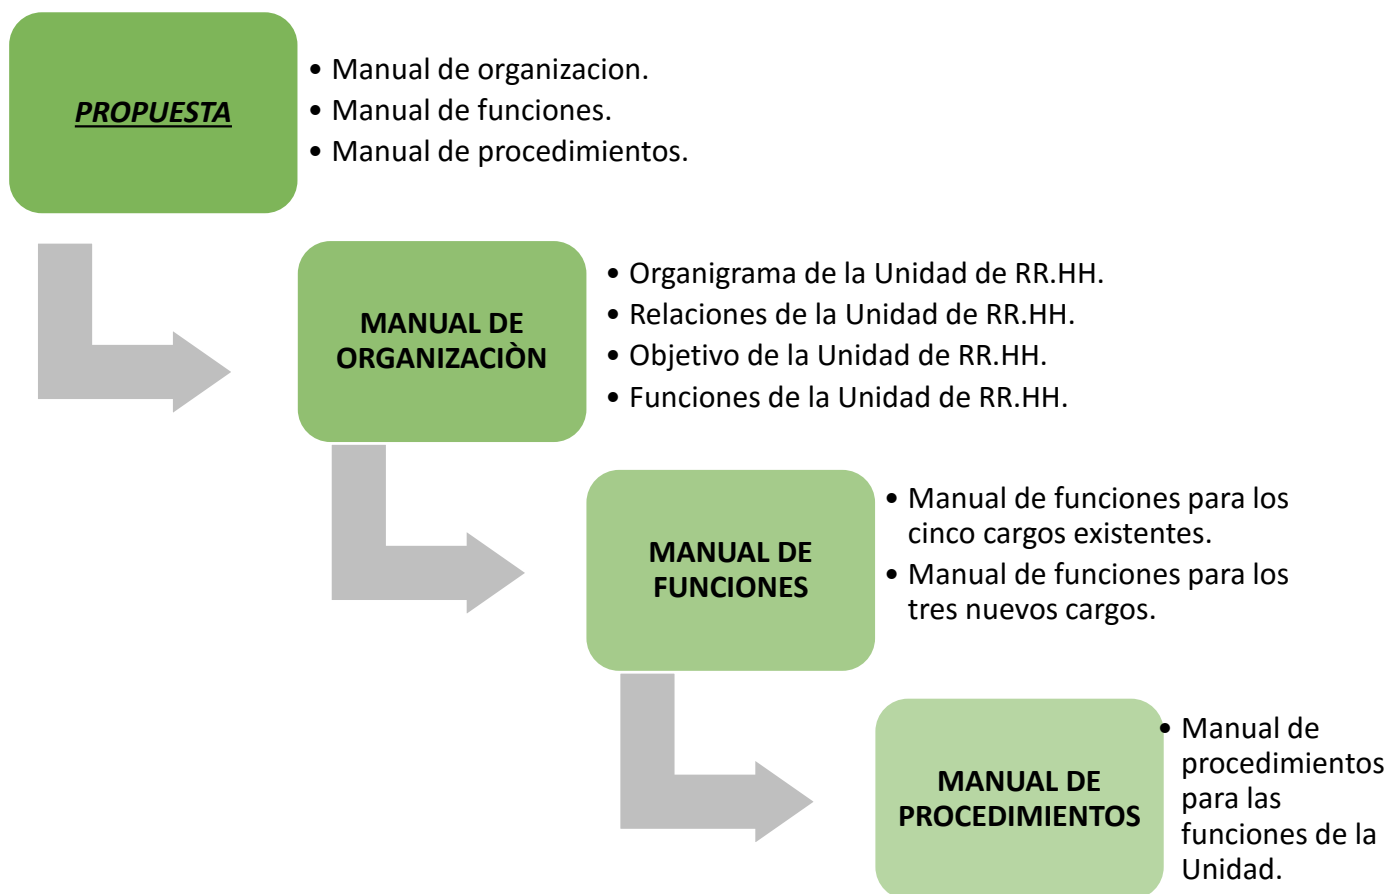 PROPUESTA
• Manual de organizacion.
• Manual de funciones.
• Manual de procedimientos.
MANUAL DE
ORGANIZACIÒN
• Organigrama de la Unidad de RR.HH.
• Relaciones de la Unidad de RR.HH.
• Objetivo de la Unidad de RR.HH.
• Funciones de la Unidad de RR.HH.
MANUAL DE
FUNCIONES
• Manual de funciones para los
cinco cargos existentes.
• Manual de funciones para los
tres nuevos cargos.
MANUAL DE
PROCEDIMIENTOS
• Manual de
procedimientos
para las
funciones de la
Unidad.